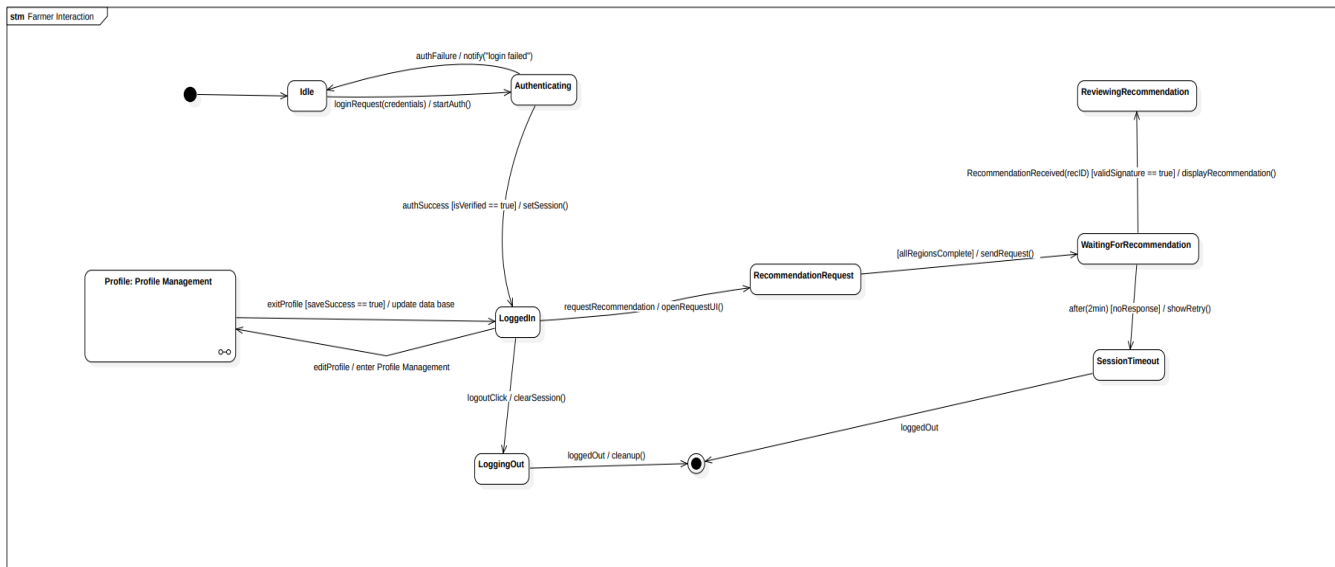 stm Farmer Interaction
authFailure / notify("login failed")
Idle
Authenticating
loginRequest(credentials) / startAuth()
ReviewingRecommendation
RecommendationReceived(recID) [validSignature == true] / displayRecommendation()
authSuccess [isVerified == true] / setSession()
WaitingForRecommendation
[allRegionsComplete] / sendRequest()
RecommendationRequest
Profile: Profile Management
exitProfile [saveSuccess == true] / update data base
requestRecommendation / openRequestUI()
after(2min) [noResponse] / showRetry()
LoggedIn
SessionTimeout
editProfile / enter Profile Management
logoutClick / clearSession()
loggedOut
LoggingOut
loggedOut / cleanup()